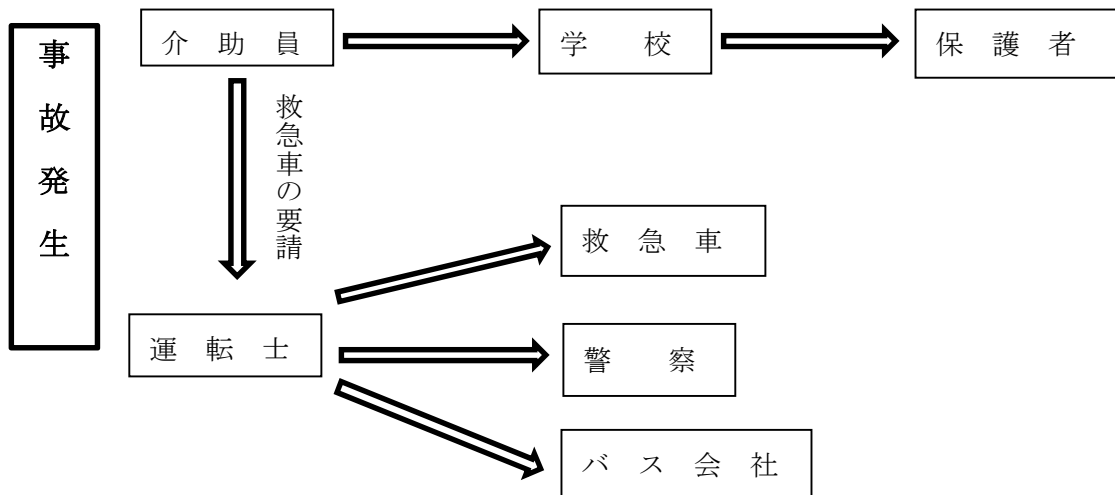 事故発生
介助員
学校
保護者
救急車の要請
救急車
運転士
警察
バス会社